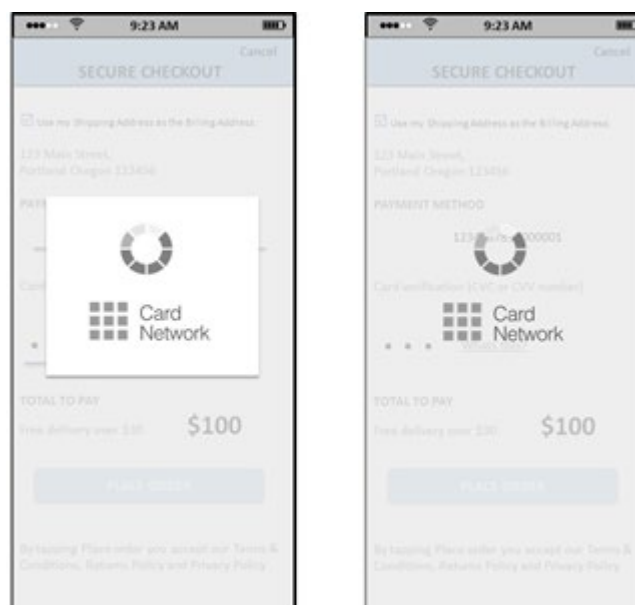 9:23 AM
Cancel
SECURE CHECKOUT
Use my Shipping Address as the Billing Address
123 Main Street,
Portland Oregon 123456
Card
Network
TOTAL TO PAY
Free delivery over
$100
PLACE ORDER
By tapping Place order you accept our Terms &
Conditions, Returns Policy and Privacy Policy
9:23 AM
Cancel
SECURE CHECKOUT
Use my Shipping Address as the Billing Address
123 Main Street,
Portland Oregon 123456
PAYMENT METHOD
Card verification (CVC or CVV number)
Card
Network
TOTAL TO PAY
Free delivery over
$100
PLACE ORDER
By tapping Place order you accept our Terms &
Conditions, Returns Policy and Privacy Policy